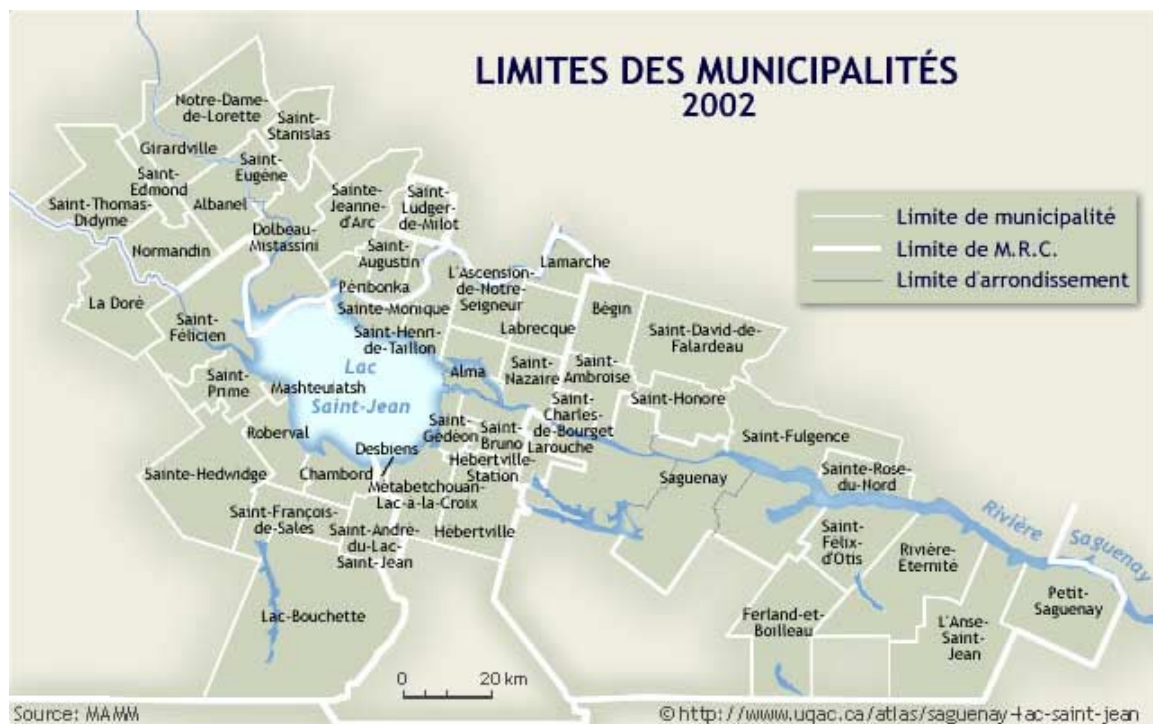 LIMITES DES MUNICIPALITÉS
2002
Limite de municipalité
Limite de M.R.C.
Limite d'arrondissement
Notre-Dame-
de-Lorette
Saint-
Stanislas
Girardville
Saint-
Eugène
Saint-
Edmond
Albanel
Saint-Thomas-
Didyme
Normandin
Dolbeau-
Mistassini
Sainte-
Jeanne-
d'Arc
Saint-
Ludger-
de-Milot
Saint-
Augustin
Péribonka
Sainte-Monique
L'Ascension-
de-Notre-
Seigneur
Lamarche
La Doré
Saint-
Félicien
Saint-Henri-
de-Taillon
Labrecque
Bégin
Saint-David-de-
Falardeau
Saint-
Prime
Mashteuiatsh
Lac
Saint-Jean
Alma
Saint-
Nazaire
Saint-
Ambroise
Saint-Honore
Saint-
Charles-
de-Bourget
Roberval
Desbiens
Saint-
Gédéon
Saint-
Bruno
Larouche
Saint-Fulgence
Sainte-Hedwidge
Chambord
Hébertville-
Station
Métabetchouan-
Lac-a-la-Croix
Saguenay
Sainte-Rose-
du-Nord
Saint-François-
de-Sales
Saint-André-
du-Lac-
Saint-Jean
Hébertville
Saint-
Félix-
d'Otis
Rivière-
Eternité
Rivière Saguenay
Lac-Bouchette
Ferland-et-
Boilleau
L'Anse-
Saint-
Jean
Petit-
Saguenay
0 20 km
Source: MAMM
© http://www.uqac.ca/atlas/saguenay-lac-saint-jean